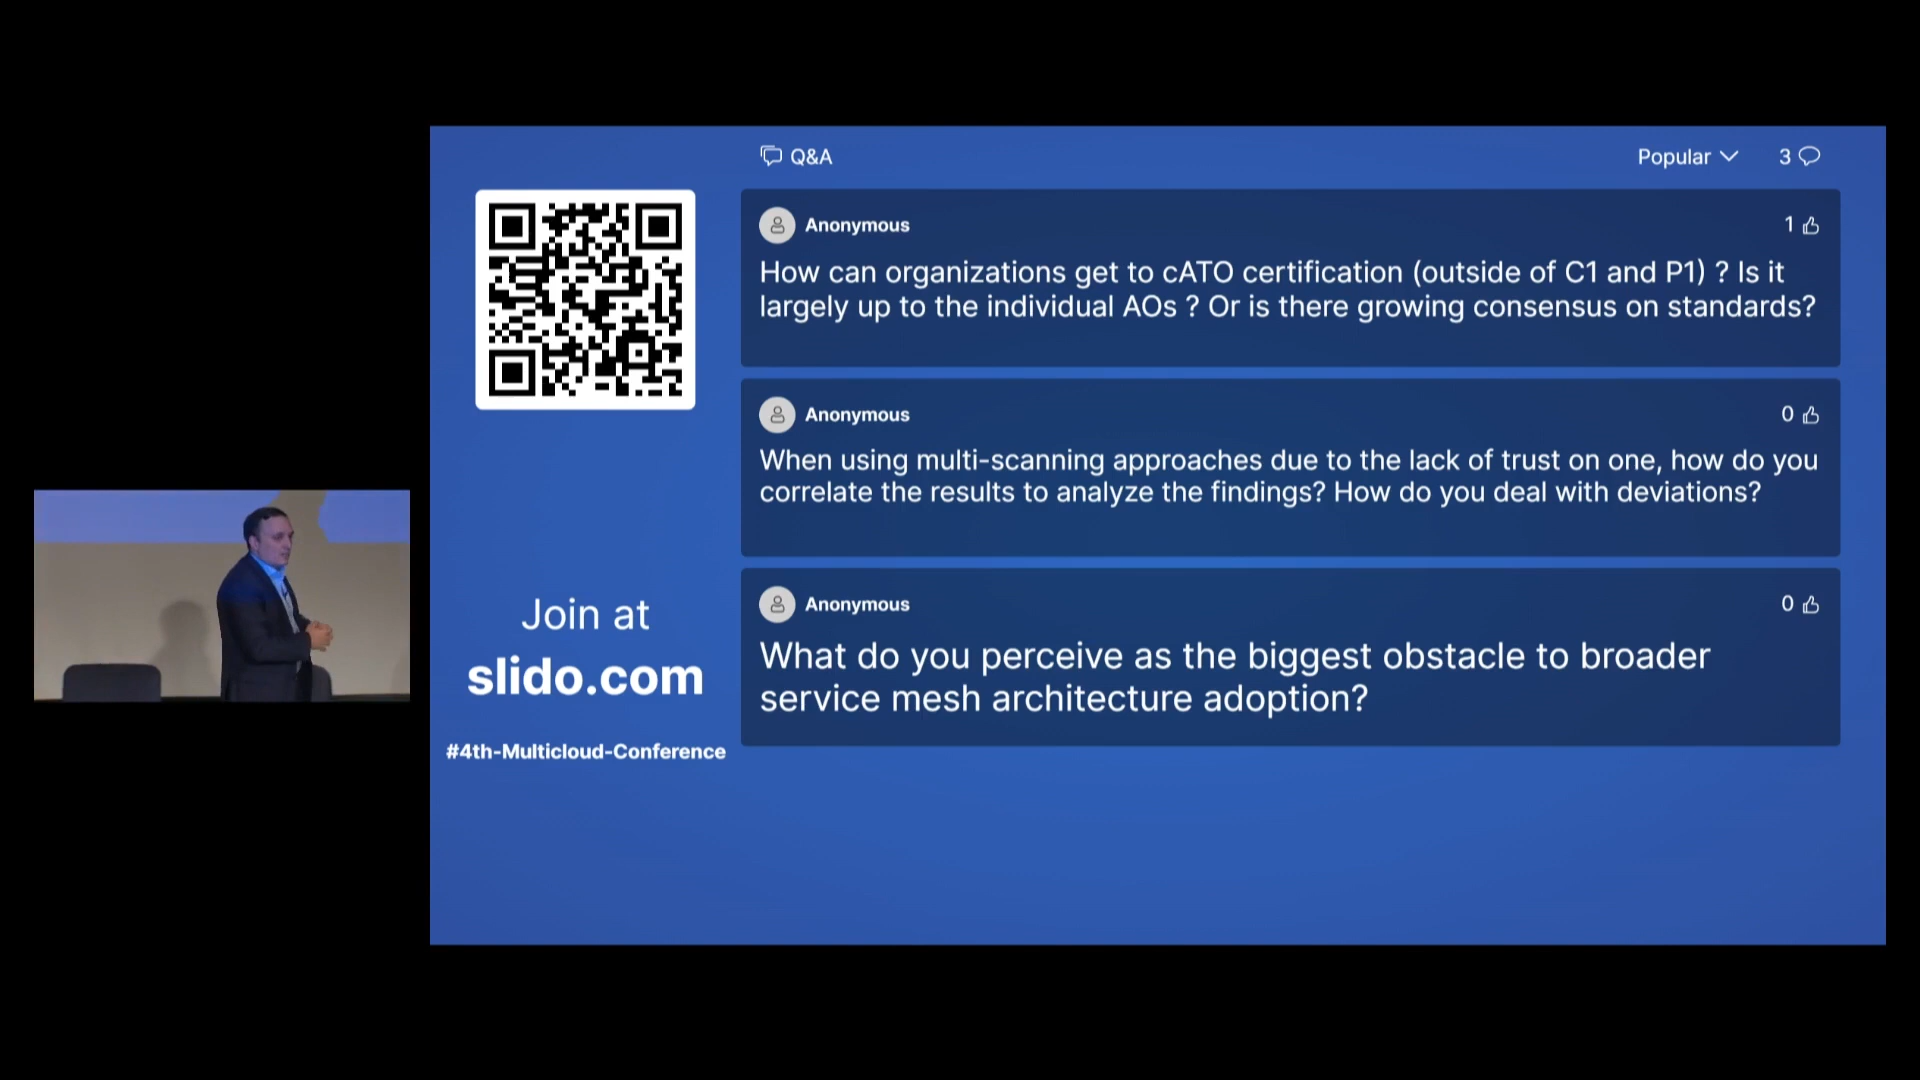 Q&A
Popular
3
Anonymous
1
How can organizations get to cATO certification (outside of C1 and P1) ? Is it
largely up to the individual AOs ? Or is there growing consensus on standards?
Anonymous
0
When using multi-scanning approaches due to the lack of trust on one, how do you
correlate the results to analyze the findings? How do you deal with deviations?
Anonymous
0
What do you perceive as the biggest obstacle to broader
service mesh architecture adoption?
Join at
slido.com
#4th-Multicloud-Conference